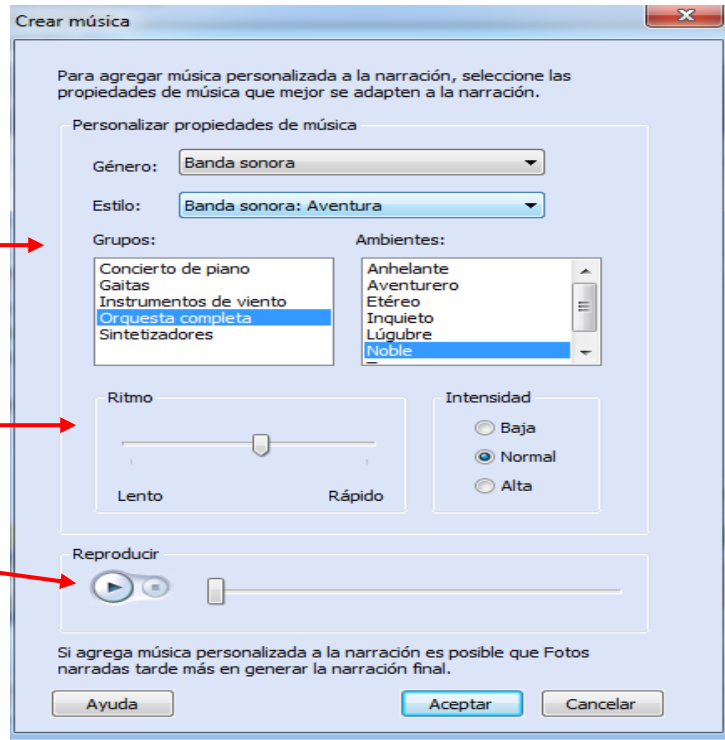 Crear música
Para agregar música personalizada a la narración, seleccione las
propiedades de música que mejor se adapten a la narración.
Personalizar propiedades de música
Género: Banda sonora
Estilo: Banda sonora: Aventura
Grupos:
Concierto de piano
Gaitas
Instrumentos de viento
Orquesta completa
Sintetizadores
Ambientes:
Anhelante
Aventurero
Etéreo
Inquieto
Lúgubre
Noble
Ritmo
Lento Rápido
Intensidad
Baja
Normal
Alta
Reproducir
Si agrega música personalizada a la narración es posible que Fotos
narradas tarde más en generar la narración final.
Ayuda Aceptar Cancelar